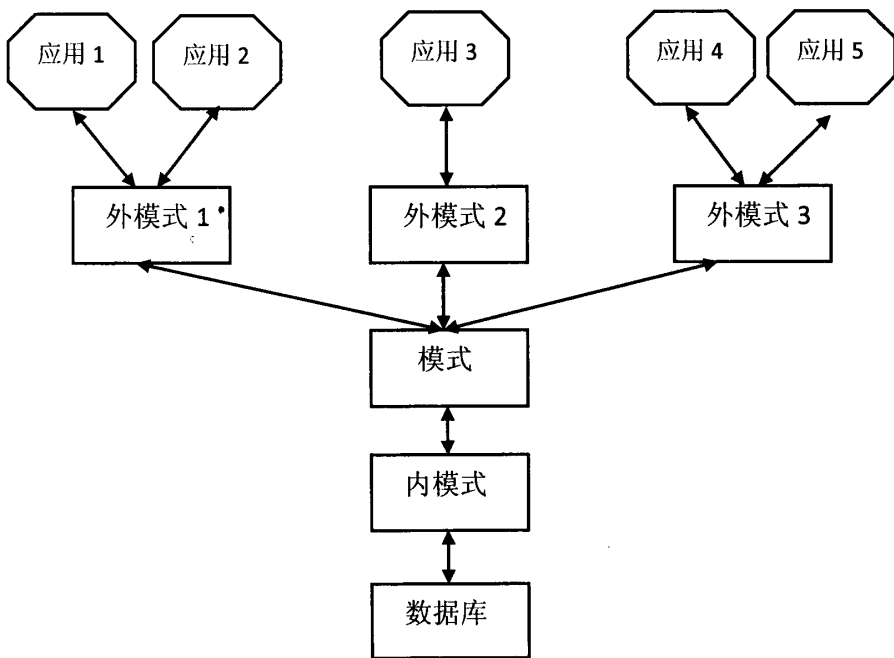 应用 1
应用 2
应用 3
应用 4
应用 5
外模式 1
外模式 2
外模式 3
模式
内模式
数据库